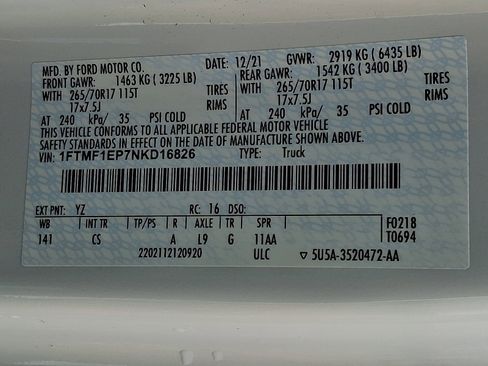 MFD. BY FORD MOTOR CO. DATE: 12/21 GVWR: 2919 KG ( 6435 LB)
FRONT GAWR: 1463 KG ( 3225 LB) REAR GAWR: 1542 KG ( 3400 LB)
WITH 265/70R17 115T TIRES WITH 265/70R17 115T TIRES
17x7.5J RIMS 17x7.5J RIMS
AT 240 kPa/ 35 PSI COLD AT 240 kPa/ 35 PSI COLD
THIS VEHICLE CONFORMS TO ALL APPLICABLE FEDERAL MOTOR VEHICLE
SAFETY STANDARDS IN EFFECT ON THE DATE OF MANUFACTURE SHOWN ABOVE.
VIN: 1FTMF1EP7NKD16826 TYPE: Truck
EXT PNT: YZ RC: 16 DSO:
WB INT TR TP/PS R AXLE TR SPR F0218
141 CS A L9 G 11AA T0694
2202112120920 ULC ▽ 5U5A-3520472-AA